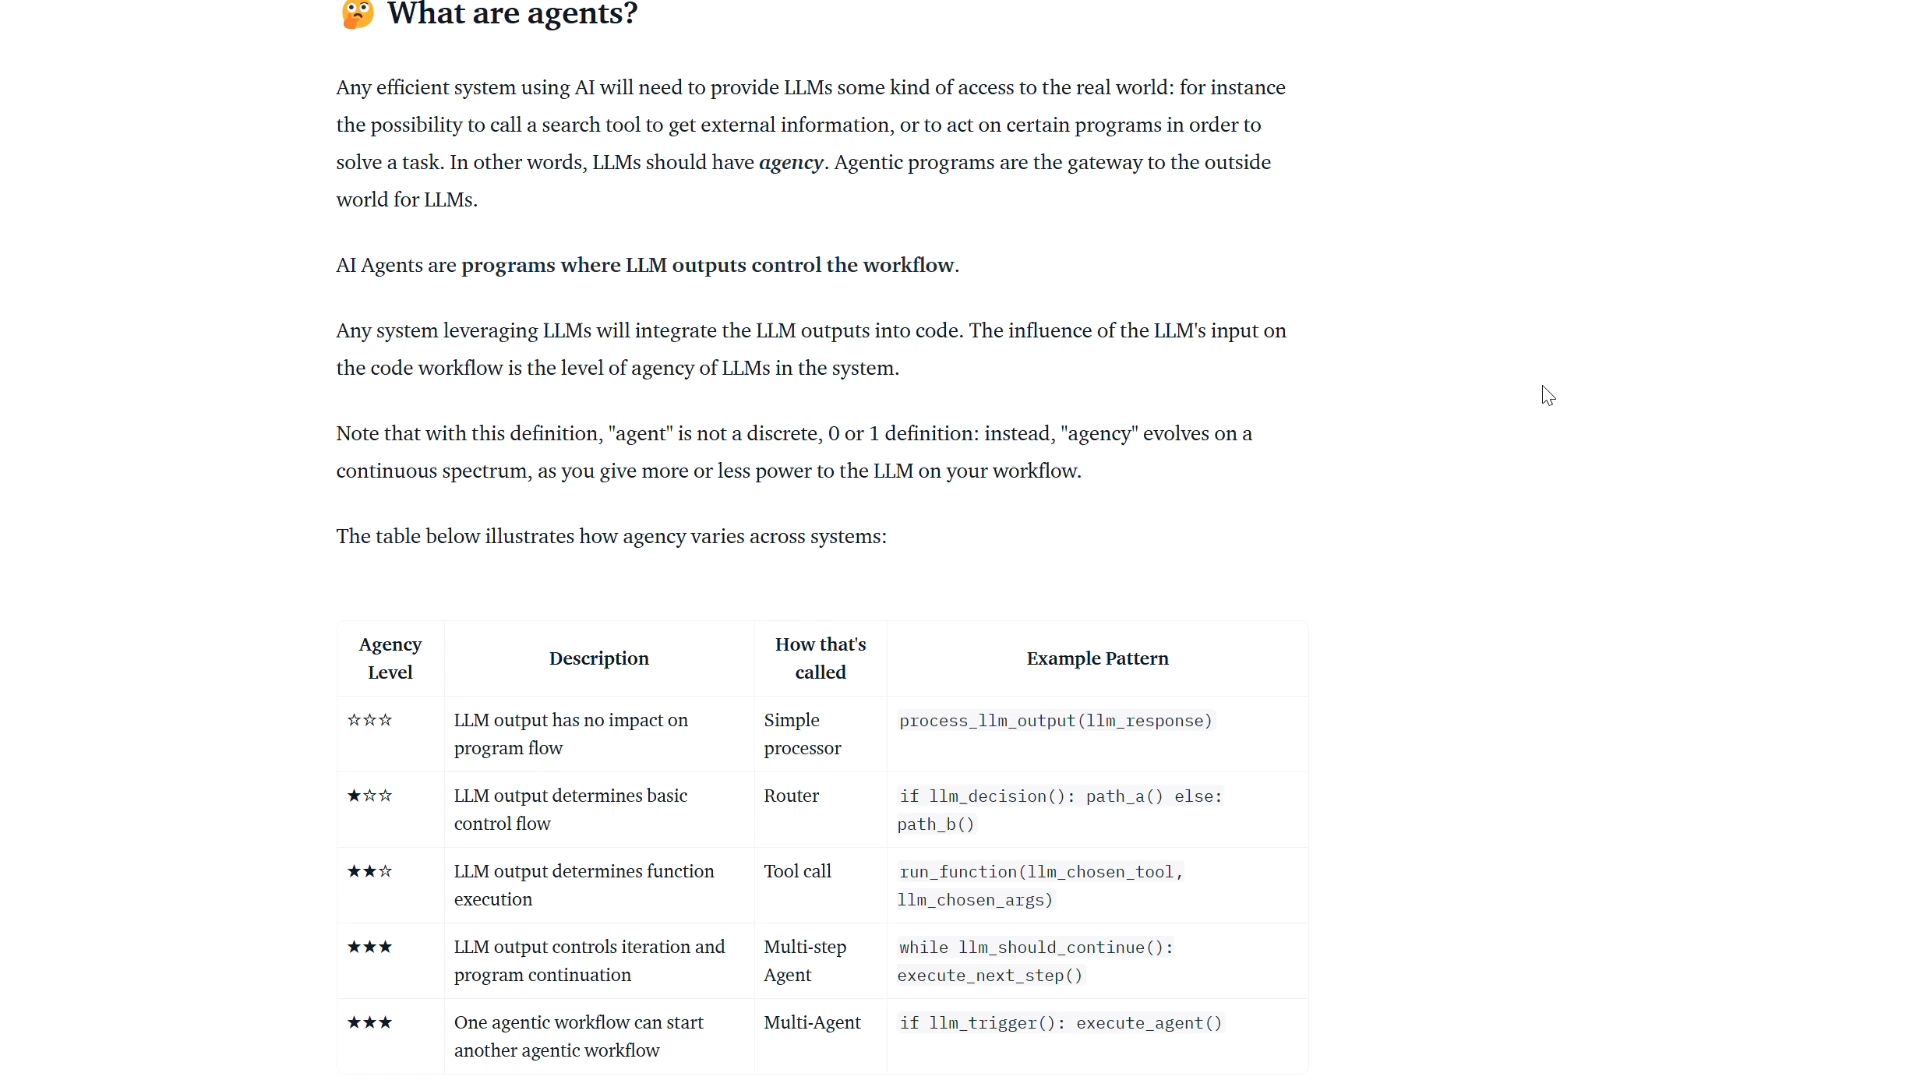 🤔 What are agents?
Any efficient system using AI will need to provide LLMs some kind of access to the real world: for instance
the possibility to call a search tool to get external information, or to act on certain programs in order to
solve a task. In other words, LLMs should have agency. Agentic programs are the gateway to the outside
world for LLMs.
AI Agents are programs where LLM outputs control the workflow.
Any system leveraging LLMs will integrate the LLM outputs into code. The influence of the LLM's input on
the code workflow is the level of agency of LLMs in the system.
Note that with this definition, "agent" is not a discrete, 0 or 1 definition: instead, "agency" evolves on a
continuous spectrum, as you give more or less power to the LLM on your workflow.
The table below illustrates how agency varies across systems:
Agency
Level
Description
How that's
called
Example Pattern
☆☆☆
LLM output has no impact on
program flow
Simple
processor
process_llm_output(llm_response)
★☆☆
LLM output determines basic
control flow
Router
if llm_decision(): path_a() else:
path_b()
★★☆
LLM output determines function
execution
Tool call
run_function(llm_chosen_tool,
llm_chosen_args)
★★★
LLM output controls iteration and
program continuation
Multi-step
Agent
while llm_should_continue():
execute_next_step()
★★★
One agentic workflow can start
another agentic workflow
Multi-Agent
if llm_trigger(): execute_agent()